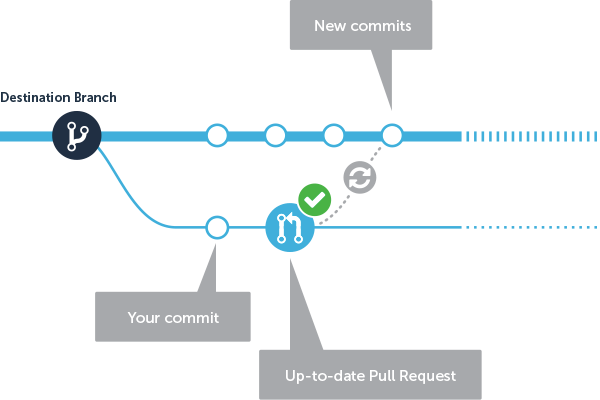 New commits
Destination Branch
Your commit
Up-to-date Pull Request